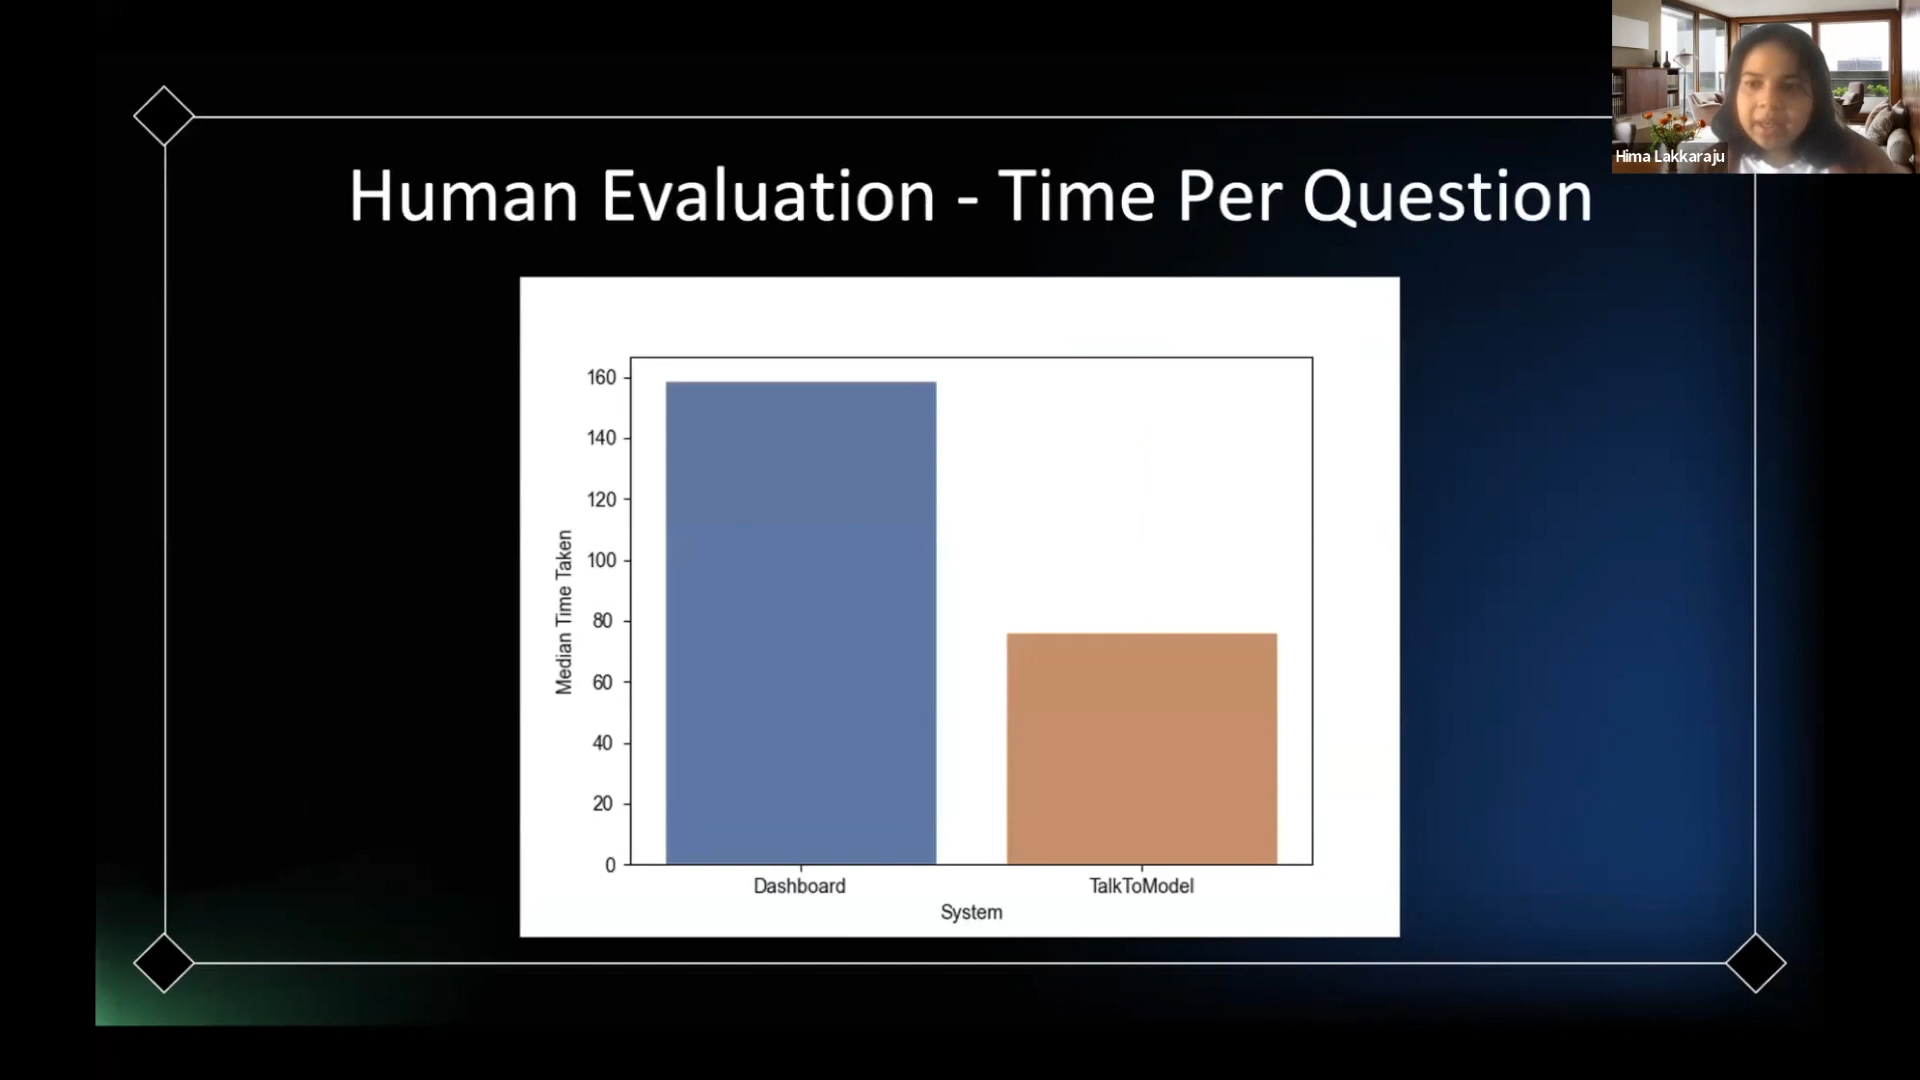 Hima Lakkaraju
Human Evaluation - Time Per Question
160
140
120
100
80
60
40
20
0
Median Time Taken
Dashboard
TalkToModel
System